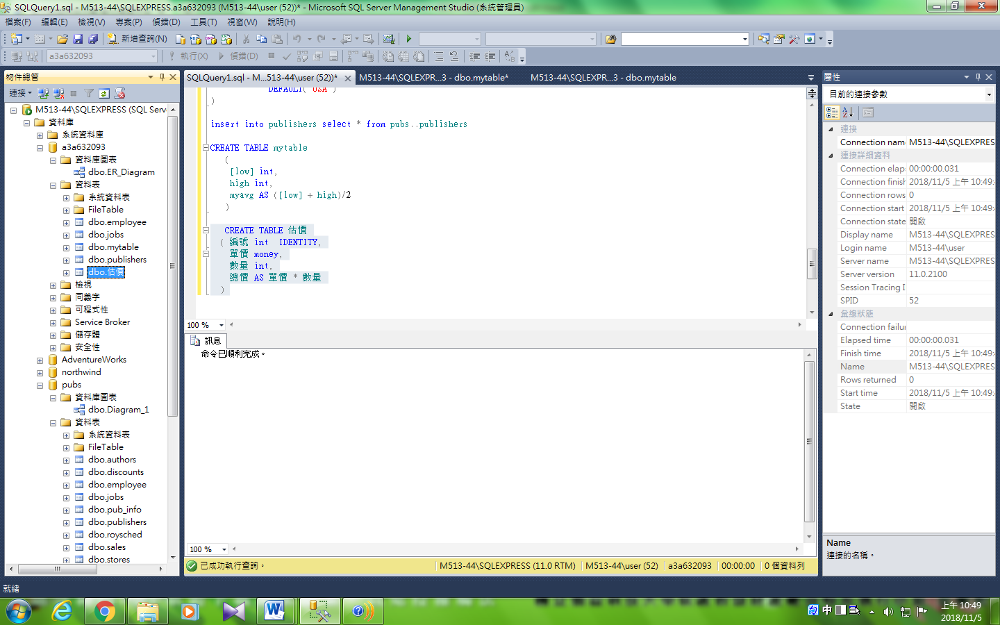 SQLQuery1.sql - M513-44\SQLEXPRESS.a3a632093 (M513-44\user (52))* - Microsoft SQL Server Management Studio (系統管理員)
檔案(F) 編輯(E) 檢視(V) 專案(P) 偵錯(D) 工具(T) 視窗(W) 說明(H)
新增查詢(N)
a3a632093 執行(X) 偵錯(D)
物件總管
連接
M513-44\SQLEXPRESS (SQL Serv
資料庫
系統資料庫
a3a632093
資料庫圖表
dbo.ER_Diagram
資料表
系統資料表
FileTable
dbo.employee
dbo.jobs
dbo.mytable
dbo.publishers
dbo.估價
檢視
同義字
可程式性
Service Broker
儲存體
安全性
AdventureWorks
northwind
pubs
資料庫圖表
dbo.Diagram_1
資料表
系統資料表
FileTable
dbo.authors
dbo.discounts
dbo.employee
dbo.jobs
dbo.pub_info
dbo.publishers
dbo.roysched
dbo.sales
dbo.stores
SQLQuery1.sql - M...513-44\user (52))* M513-44\SQLEXPR...3 - dbo.mytable* M513-44\SQLEXPR...3 - dbo.mytable
DEFAULT('USA')
)
insert into publishers select * from pubs..publishers
CREATE TABLE mytable
(
[low] int,
high int,
myavg AS ([low] + high)/2
)
CREATE TABLE 估價
( 編號 int IDENTITY,
單價 money,
數量 int,
總價 AS 單價 * 數量
)
100 %
訊息
命令已順利完成。
100 %
已成功執行查詢。 M513-44\SQLEXPRESS (11.0 RTM) M513-44\user (52) a3a632093 00:00:00 0 個資料列
屬性
目前的連接參數
連接
Connection name M513-44\SQLEXPRES
連接詳細資料
Connection elap 00:00:00.031
Connection finish 2018/11/5 上午 10:49:
Connection rows 0
Connection start 2018/11/5 上午 10:49:
Connection state 開啟
Display name M513-44\SQLEXPRES
Login name M513-44\user
Server name M513-44\SQLEXPRES
Server version 11.0.2100
Session Tracing I
SPID 52
彙總狀態
Connection failur
Elapsed time 00:00:00.031
Finish time 2018/11/5 上午 10:49:
Name M513-44\SQLEXPRES
Rows returned 0
Start time 2018/11/5 上午 10:49:
State 開啟
Name
連接的名稱。
就緒
中
上午 10:49
2018/11/5